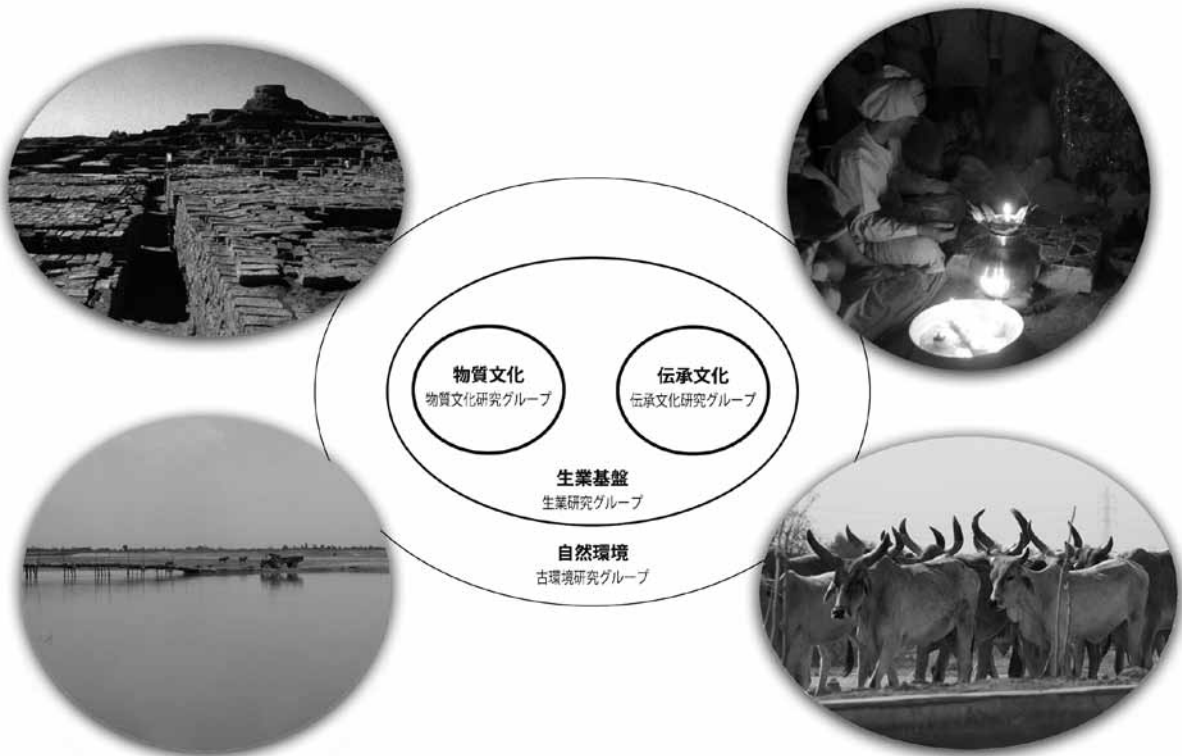 物質文化
物質文化研究グループ
伝承文化
伝承文化研究グループ
生業基盤
生業研究グループ
自然環境
古環境研究グループ